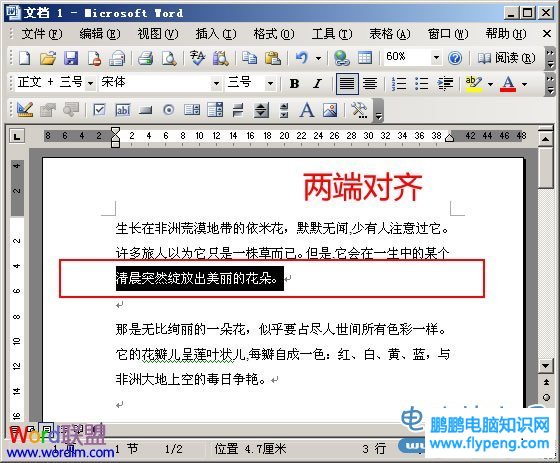 文档 1 - Microsoft Word
文件(F) 编辑(E) 视图(V) 插入(I) 格式(O) 工具(T) 表格(A) 窗口(W) 帮助(H)
60% 阅读(R)
正文 + 三号 宋体 三号 B I A
ab A
8 6 4 2 2 4 6 8 10 12 14 16 18 20 22 24 26 28 30 32 34 36 38 42 44 46 48
两端对齐
生长在非洲荒漠地带的依米花，默默无闻,少有人注意过它。
许多旅人以为它只是一株草而已。但是,它会在一生中的某个
清晨突然绽放出美丽的花朵。
那是无比绚丽的一朵花，似乎要占尽人世间所有色彩一样。
它的花瓣儿呈莲叶状儿,每瓣自成一色：红、白、黄、蓝，与
非洲大地上空的毒日争艳。
Word联盟
www.wordlm.com
1 节 1/2 位置 4.7厘米 3 行
鹏鹏电脑知识网
www.flypeng.com